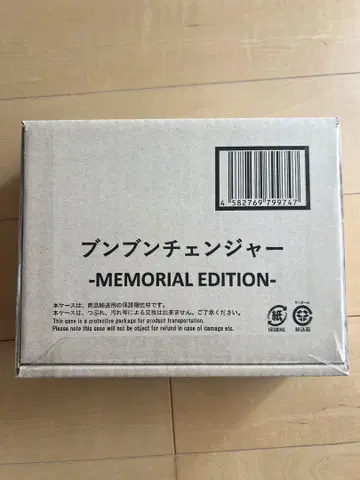 4 582769 799747
ブンブンチェンジャー
-MEMORIAL EDITION-
本ケースは、商品輸送用の保護梱包材です。
本ケースは、つぶれ、汚れ等による交換は出来ません。ご了承ください。
This case is a protective package for product transportation.
Please note this case will not be object for refund in case of damage etc.
紙
保護紙
ダンボール
輸送箱